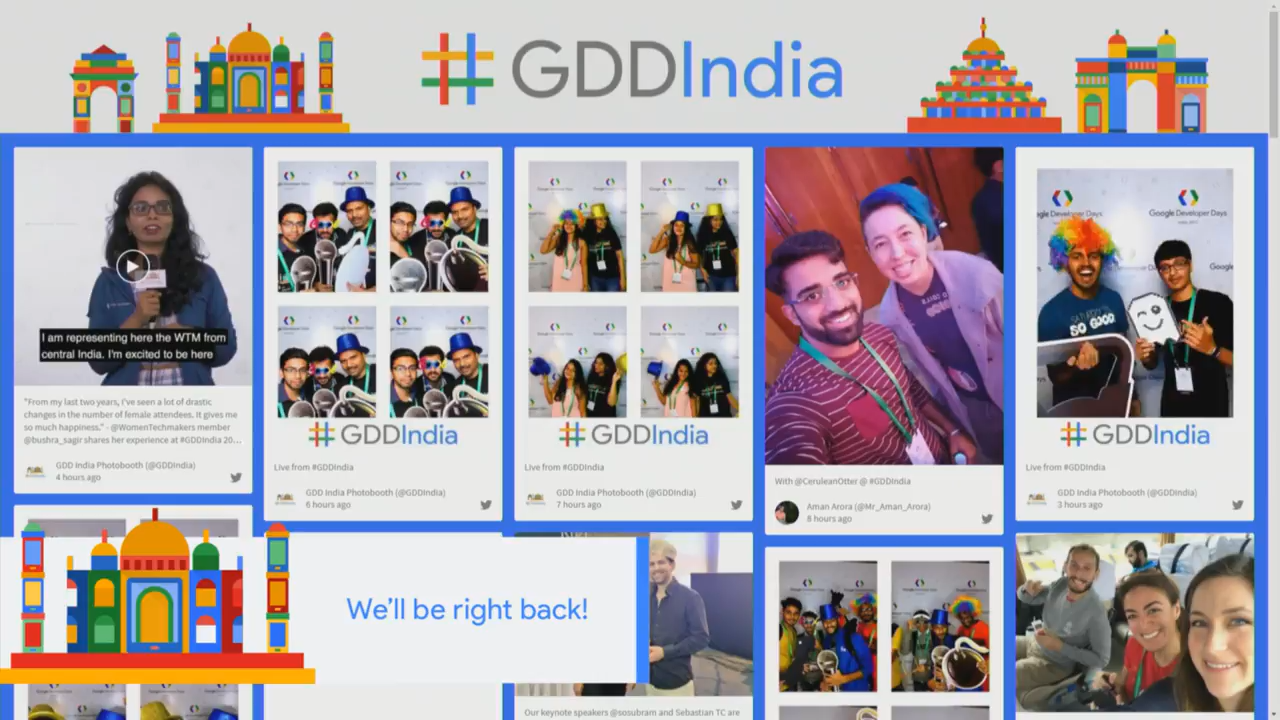 #GDDIndia
I am representing here the WTM from
central India. I'm excited to be here
"From my last two years, i've seen a lot of drastic
changes in the number of female attendees. It gives me
so much happiness." - @WomenTechmakers member
@bushra_sagir shares her experience at #GDDIndia 20...
GDD India Photobooth (@GDDIndia)
4 hours ago
#GDDIndia
Live from #GDDIndia
GDD India Photobooth (@GDDIndia)
6 hours ago
#GDDIndia
Live from #GDDIndia
GDD India Photobooth (@GDDIndia)
7 hours ago
With @CeruleanOtter @ #GDDIndia
Aman Arora (@Mr_Aman_Arora)
8 hours ago
Google Developer Days
SO GOOD
#GDDIndia
Live from #GDDIndia
GDD India Photobooth (@GDDIndia)
3 hours ago
We'll be right back!
Our keynote speakers @sosubram and Sebastian TC are